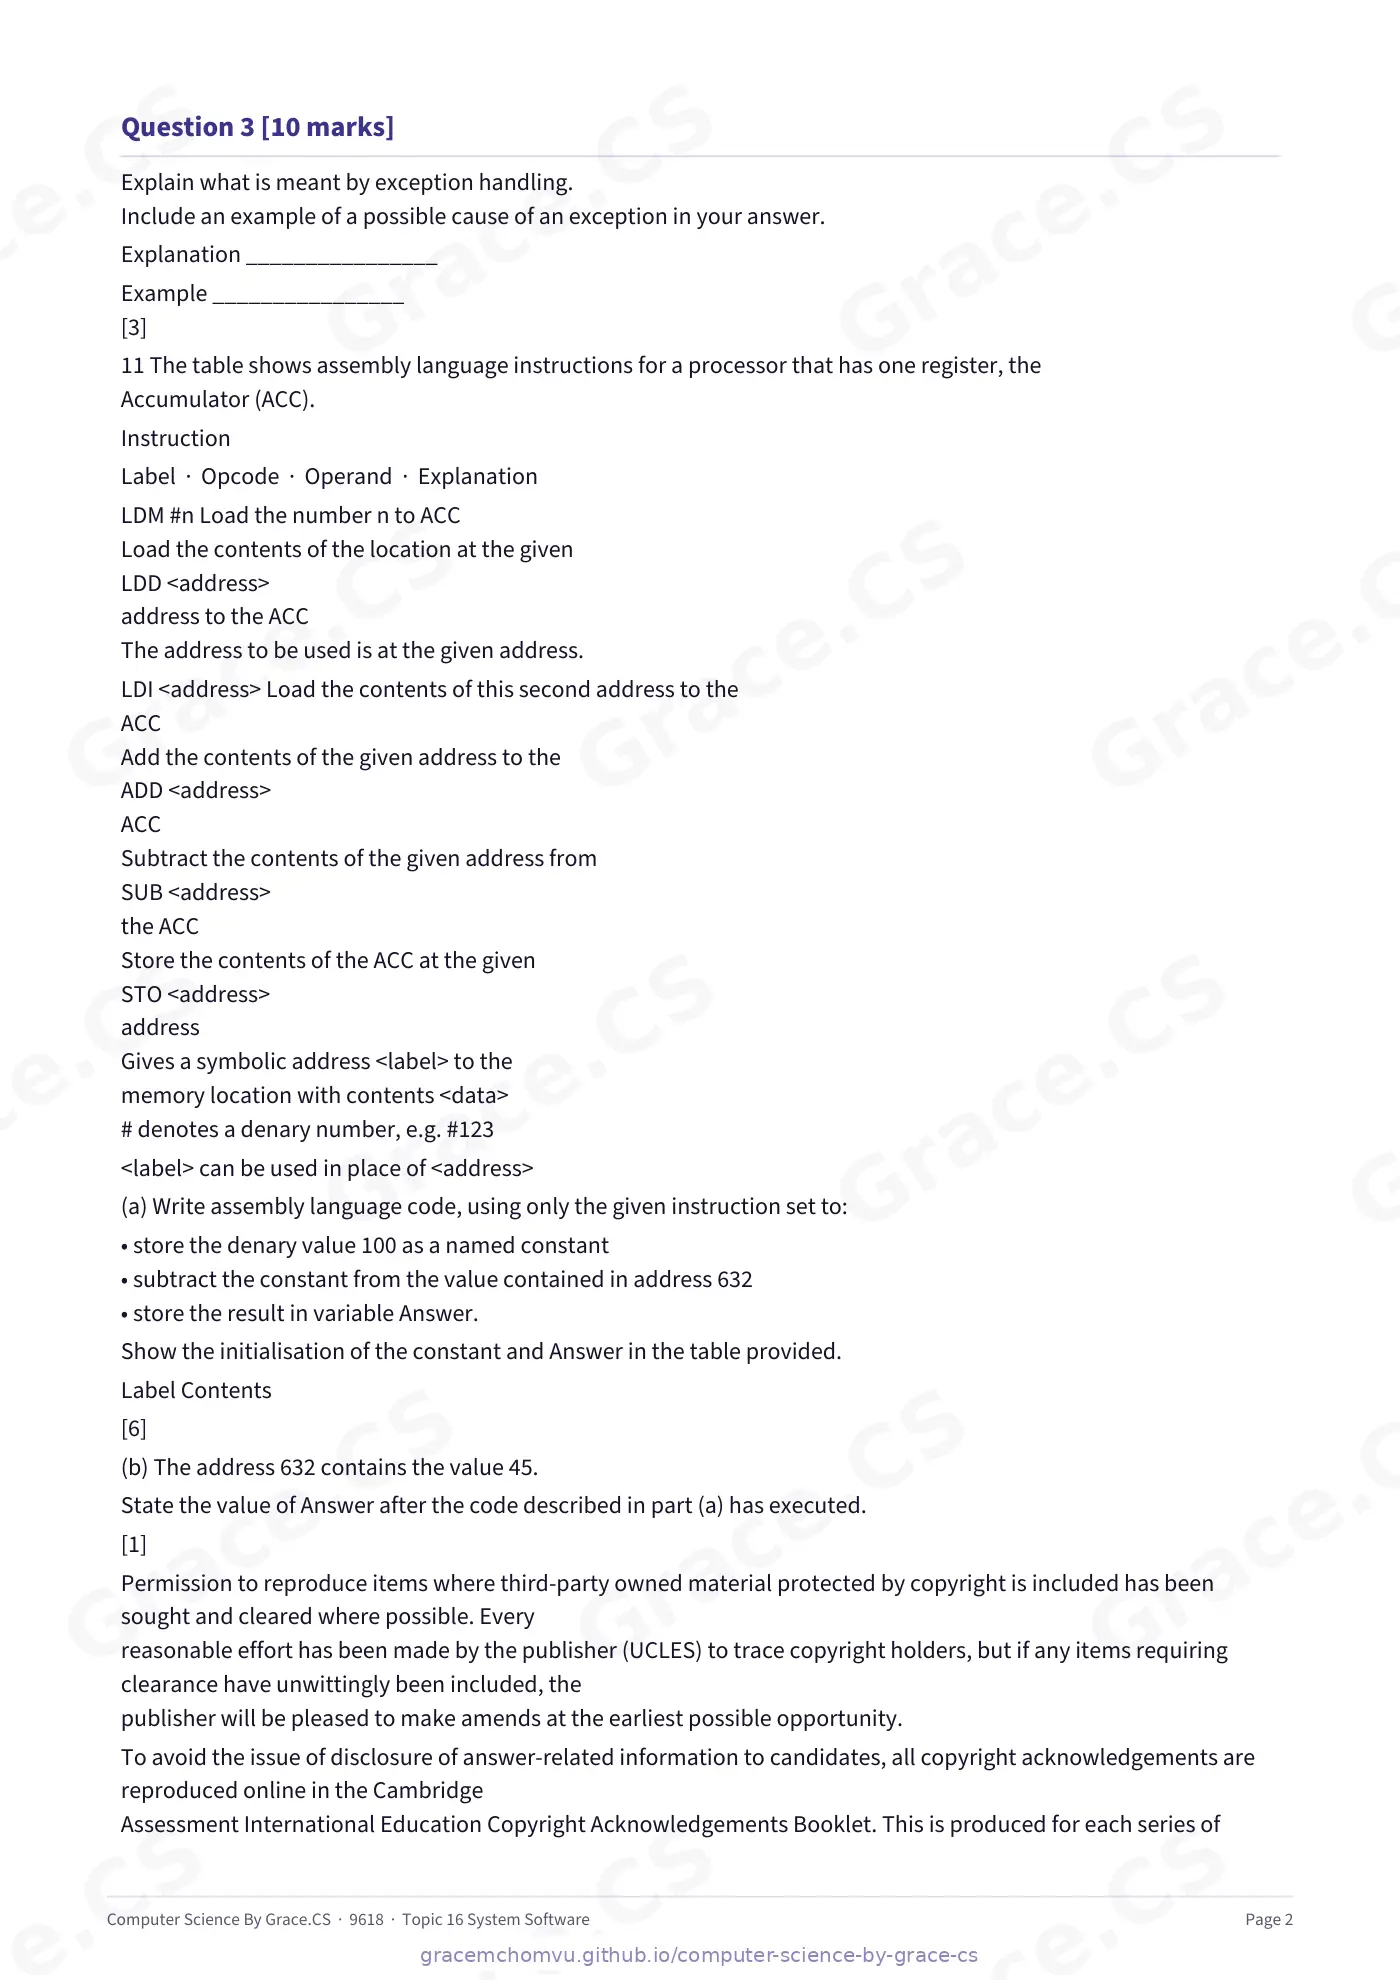 Question 3 [10 marks]
Explain what is meant by exception handling.
Include an example of a possible cause of an exception in your answer.
Explanation ________________
Example ________________
[3]
11 The table shows assembly language instructions for a processor that has one register, the
Accumulator (ACC).
Instruction
Label · Opcode · Operand · Explanation
LDM #n Load the number n to ACC
Load the contents of the location at the given
LDD <address>
address to the ACC
The address to be used is at the given address.
LDI <address> Load the contents of this second address to the
ACC
Add the contents of the given address to the
ADD <address>
ACC
Subtract the contents of the given address from
SUB <address>
the ACC
Store the contents of the ACC at the given
STO <address>
address
Gives a symbolic address <label> to the
memory location with contents <data>
# denotes a denary number, e.g. #123
<label> can be used in place of <address>
(a) Write assembly language code, using only the given instruction set to:
• store the denary value 100 as a named constant
• subtract the constant from the value contained in address 632
• store the result in variable Answer.
Show the initialisation of the constant and Answer in the table provided.
Label Contents
[6]
(b) The address 632 contains the value 45.
State the value of Answer after the code described in part (a) has executed.
[1]
Permission to reproduce items where third-party owned material protected by copyright is included has been
sought and cleared where possible. Every
reasonable effort has been made by the publisher (UCLES) to trace copyright holders, but if any items requiring
clearance have unwittingly been included, the
publisher will be pleased to make amends at the earliest possible opportunity.
To avoid the issue of disclosure of answer-related information to candidates, all copyright acknowledgements are
reproduced online in the Cambridge
Assessment International Education Copyright Acknowledgements Booklet. This is produced for each series of
Computer Science By Grace.CS · 9618 · Topic 16 System Software
Page 2
gracemchomvu.github.io/computer-science-by-grace-cs